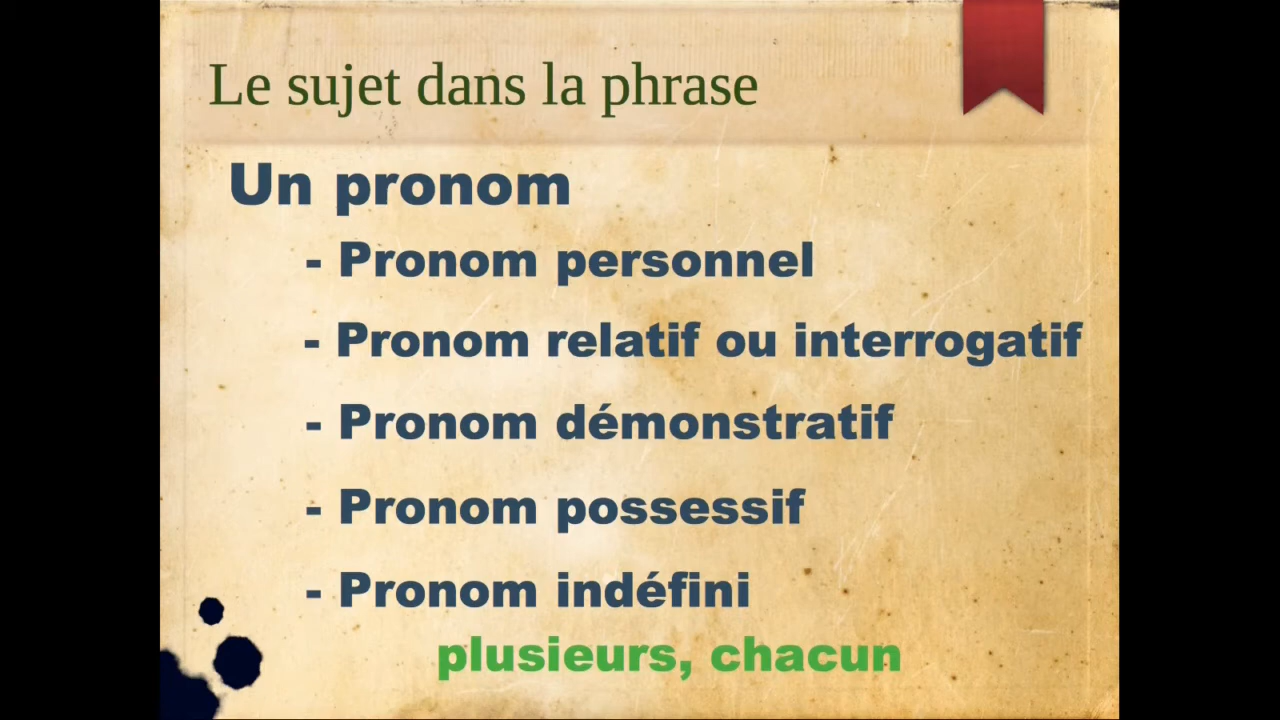 Le sujet dans la phrase
Un pronom
- Pronom personnel
- Pronom relatif ou interrogatif
- Pronom démonstratif
- Pronom possessif
- Pronom indéfini
plusieurs, chacun